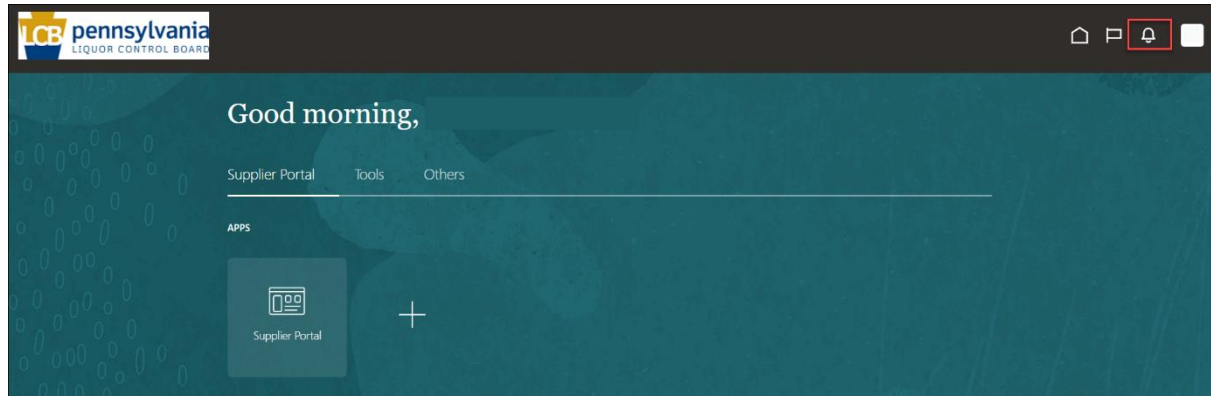 LCB pennsylvania
LIQUOR CONTROL BOARD
Good morning,
Supplier Portal Tools Others
APPS
Supplier Portal